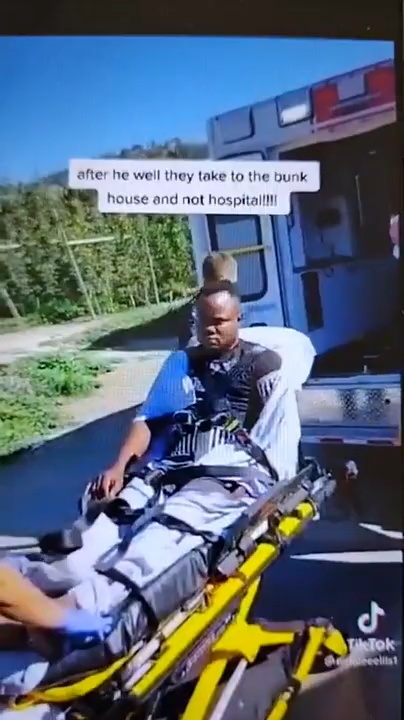 after he well they take to the bunk
house and not hospital!!!!
TikTok